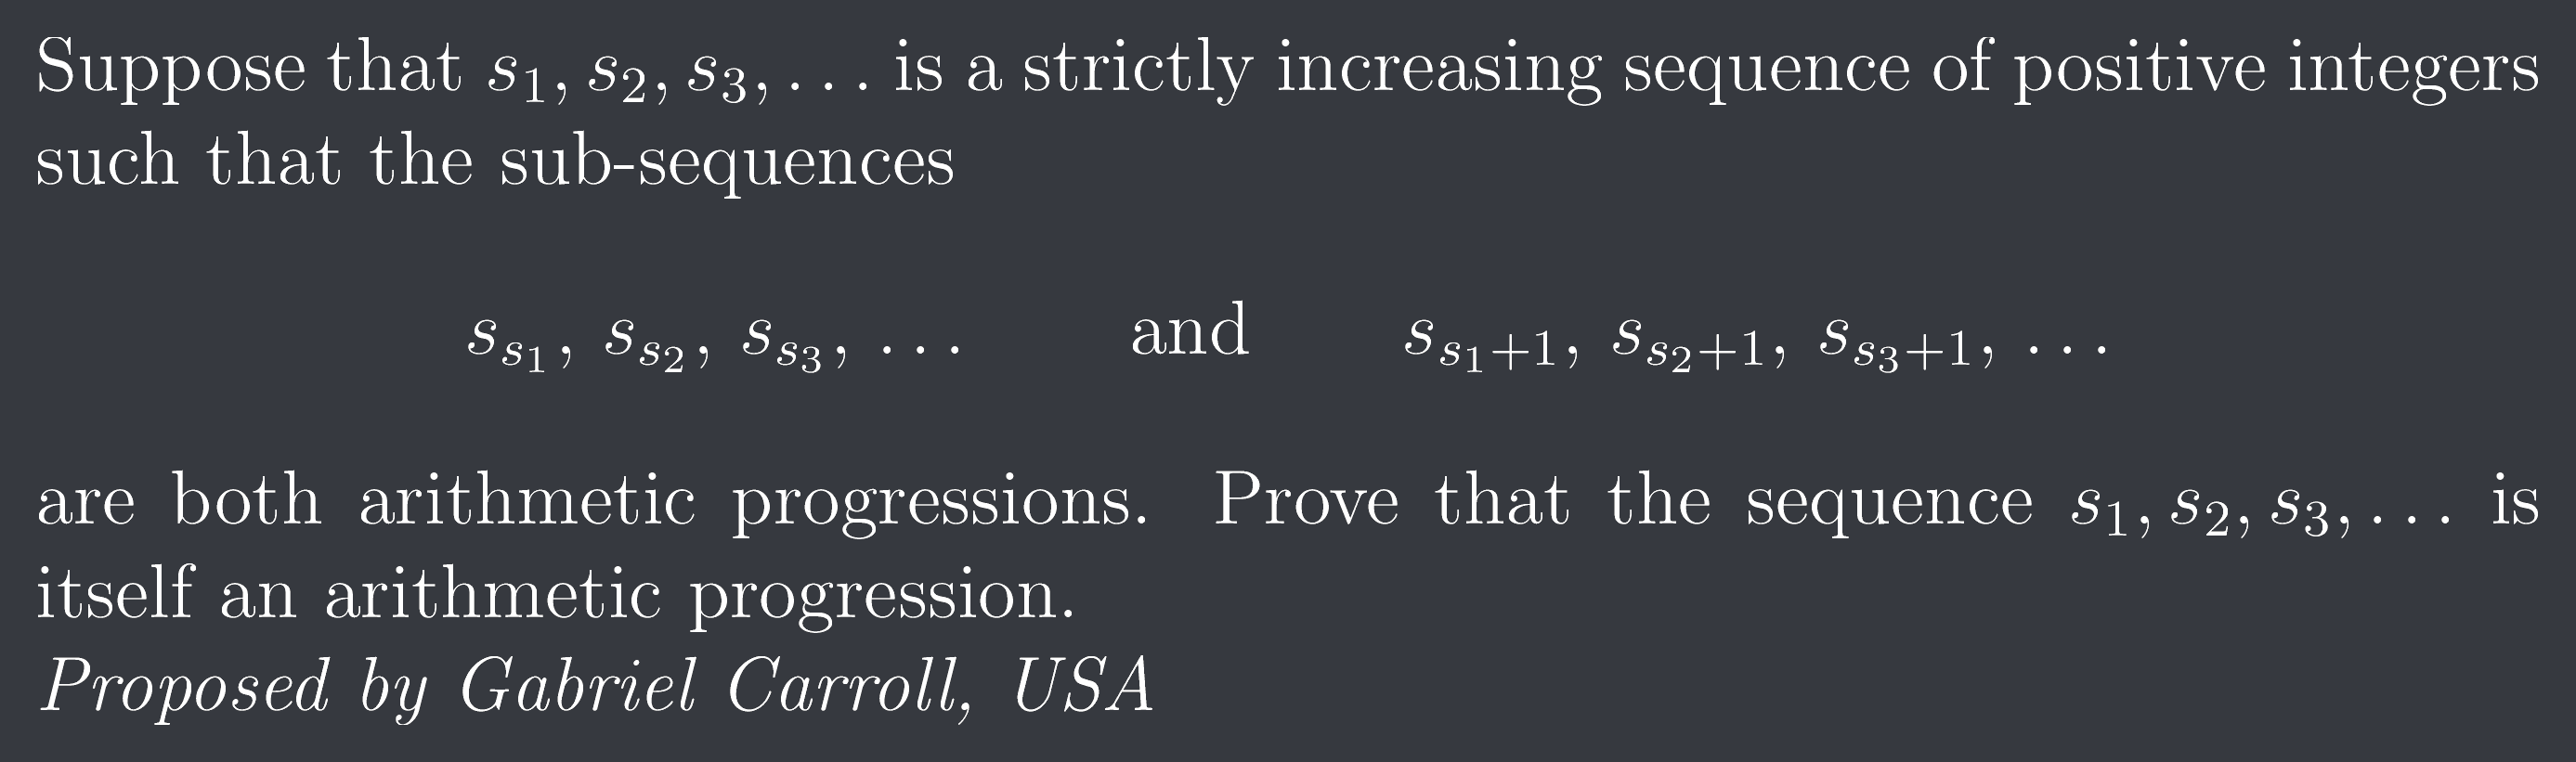 Suppose that $s_1, s_2, s_3, \ldots$ is a strictly increasing sequence of positive integers
such that the sub-sequences
$s_{s_1},\, s_{s_2},\, s_{s_3},\, \ldots$ and $s_{s_1+1},\, s_{s_2+1},\, s_{s_3+1},\, \ldots$
are both arithmetic progressions. Prove that the sequence $s_1, s_2, s_3, \ldots$ is
itself an arithmetic progression.
Proposed by Gabriel Carroll, USA